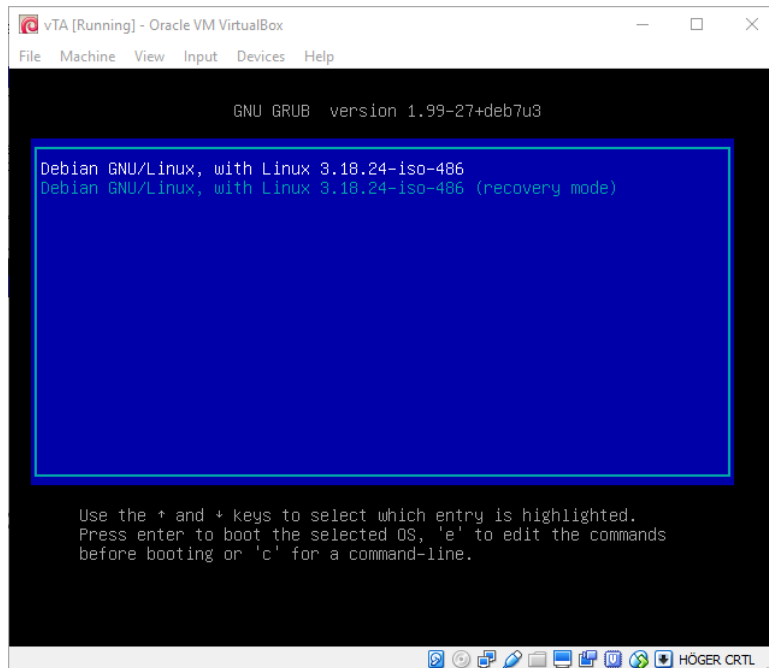 vTA [Running] - Oracle VM VirtualBox
File Machine View Input Devices Help
GNU GRUB version 1.99-27+deb7u3
Debian GNU/Linux, with Linux 3.18.24-iso-486
Debian GNU/Linux, with Linux 3.18.24-iso-486 (recovery mode)
Use the ↑ and ↓ keys to select which entry is highlighted.
Press enter to boot the selected OS, 'e' to edit the commands
before booting or 'c' for a command-line.
HÖGER CRTL